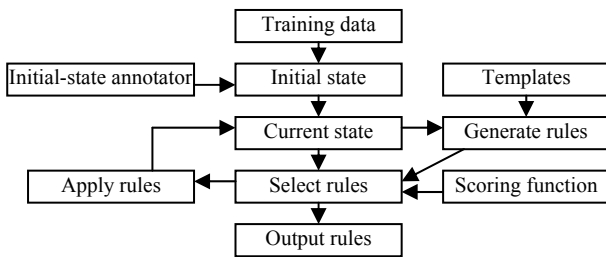 Training data
Initial-state annotator
Initial state
Templates
Current state
Generate rules
Apply rules
Select rules
Scoring function
Output rules